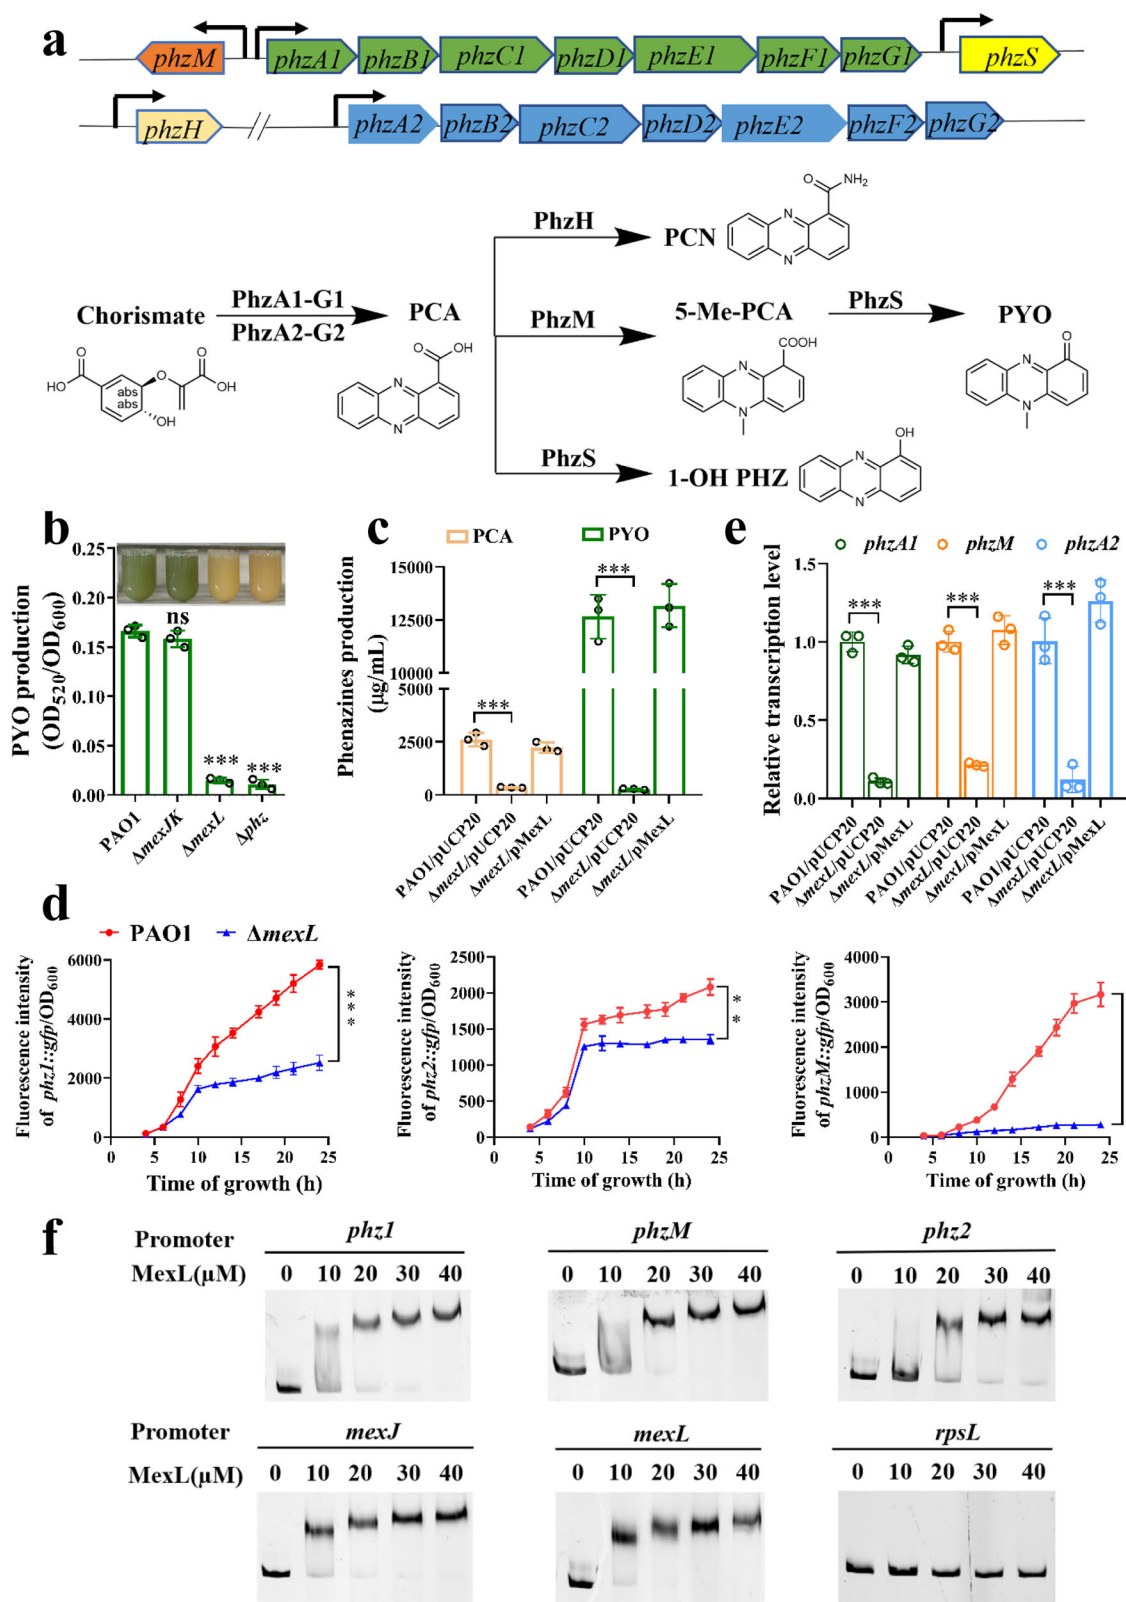 a
phzM phzA1 phzB1 phzC1 phzD1 phzE1 phzF1 phzG1 phzS
phzH phzA2 phzB2 phzC2 phzD2 phzE2 phzF2 phzG2
O NH₂
N
N
PhzH PCN
Chorismate PhzA1-G1 PCA PhzM 5-Me-PCA PhzS PYO
PhzA2-G2
O O HO O OH abs abs OH
O OH N N
COOH N N
O N N
PhzS 1-OH PHZ
OH N N
b
PYO production
(OD520/OD600)
0.25
0.20
0.15
0.10
0.05
0.00
ns
*** ***
PAO1 ΔmexJK ΔmexL Δphz
c
PCA PYO
Phenazines production
(μg/mL)
15000
12500
10000
5000
2500
0
*** ***
PAO1/pUCP20 ΔmexL/pUCP20 ΔmexL/pMexL PAO1/pUCP20 ΔmexL/pUCP20 ΔmexL/pMexL
e
phzA1 phzM phzA2
Relative transcription level
1.5
1.0
0.5
0.0
*** *** ***
PAO1/pUCP20 ΔmexL/pUCP20 ΔmexL/pMexL PAO1/pUCP20 ΔmexL/pUCP20 ΔmexL/pMexL PAO1/pUCP20 ΔmexL/pUCP20 ΔmexL/pMexL
d
PAO1 ΔmexL
Fluorescence intensity
of phz1::gfp/OD600
6000
4000
2000
0
***
0 5 10 15 20 25
Time of growth (h)
Fluorescence intensity
of phz2::gfp/OD600
2500
2000
1500
1000
500
0
**
0 5 10 15 20 25
Time of growth (h)
Fluorescence intensity
of phzM::gfp/OD600
4000
3000
2000
1000
0
0 5 10 15 20 25
Time of growth (h)
f
Promoter phz1 phzM phz2
MexL(μM) 0 10 20 30 40 0 10 20 30 40 0 10 20 30 40
Promoter mexJ mexL rpsL
MexL(μM) 0 10 20 30 40 0 10 20 30 40 0 10 20 30 40